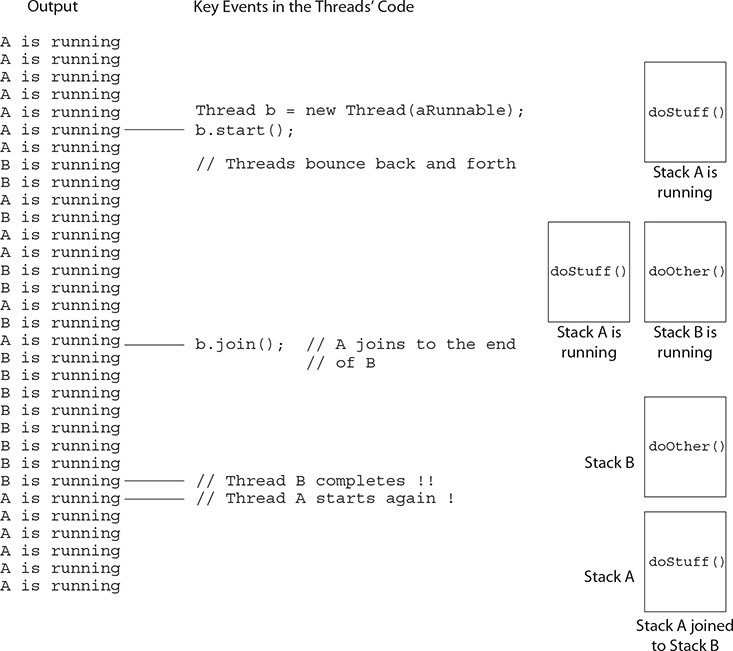 Output
A is running
A is running
A is running
A is running
A is running
A is running
A is running
B is running
B is running
A is running
B is running
A is running
A is running
B is running
B is running
A is running
B is running
A is running
B is running
B is running
B is running
B is running
B is running
B is running
B is running
B is running
A is running
A is running
A is running
A is running
A is running
A is running
Key Events in the Threads’ Code
Thread b = new Thread(aRunnable);
b.start();
// Threads bounce back and forth
b.join();  // A joins to the end
// of B
// Thread B completes !!
// Thread A starts again !
doStuff()
Stack A is
running
doStuff()
Stack A is
running
doOther()
Stack B is
running
Stack B
doOther()
Stack A
doStuff()
Stack A joined
to Stack B